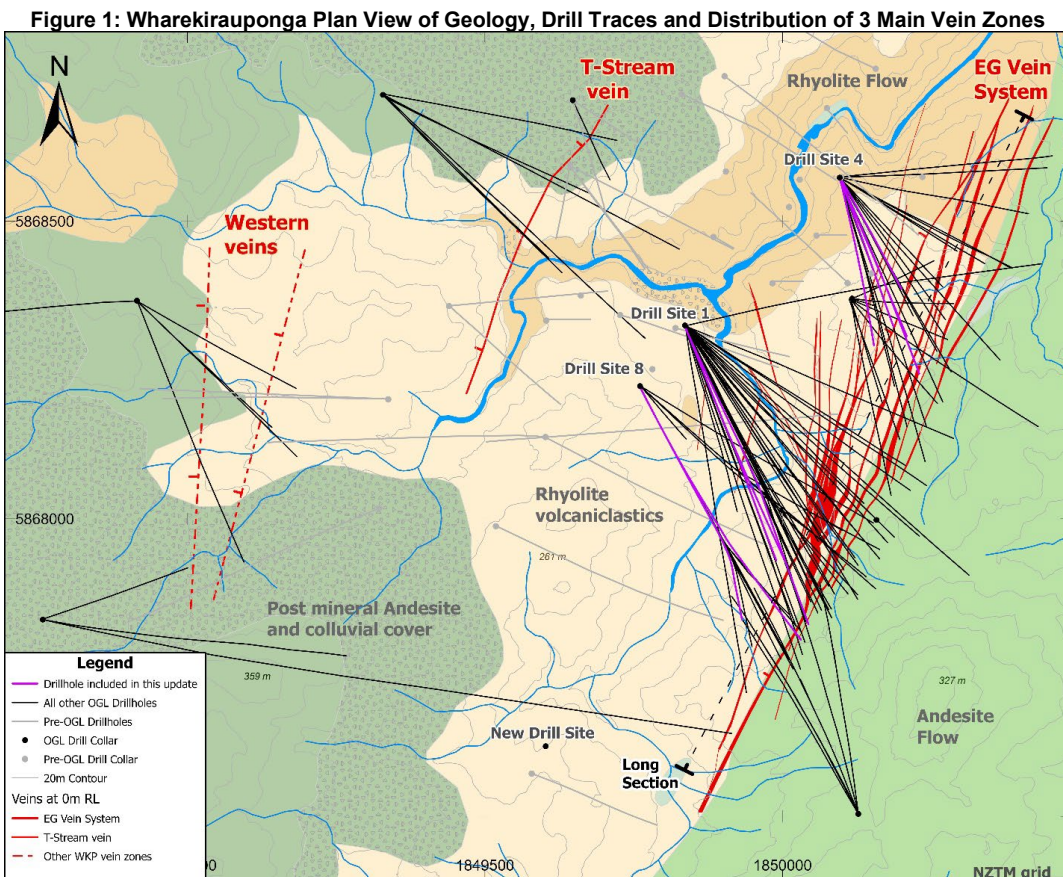 Figure 1: Wharekirauponga Plan View of Geology, Drill Traces and Distribution of 3 Main Vein Zones
N
T-Stream
vein
Rhyolite Flow
EG Vein
System
Drill Site 4
5868500
Western
veins
Drill Site 1
Drill Site 8
Rhyolite
volcaniclastics
5868000
261 m
Post mineral Andesite
and colluvial cover
359 m
327 m
Andesite
Flow
New Drill Site
Long
Section
Legend
Drillhole included in this update
All other OGL Drillholes
Pre-OGL Drillholes
OGL Drill Collar
Pre-OGL Drill Collar
20m Contour
Veins at 0m RL
EG Vein System
T-Stream vein
Other WKP vein zones
00
1849500
1850000
NZTM grid